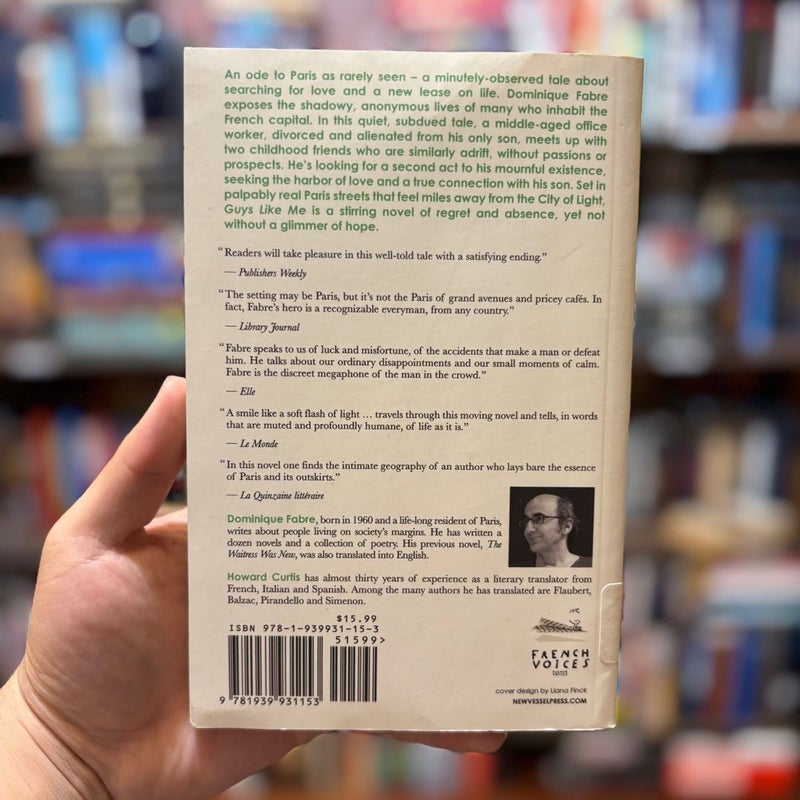 An ode to Paris as rarely seen – a minutely-observed tale about
searching for love and a new lease on life. Dominique Fabre
exposes the shadowy, anonymous lives of many who inhabit the
French capital. In this quiet, subdued tale, a middle-aged office
worker, divorced and alienated from his only son, meets up with
two childhood friends who are similarly adrift, without passions or
prospects. He's looking for a second act to his mournful existence,
seeking the harbor of love and a true connection with his son. Set in
palpably real Paris streets that feel miles away from the City of Light,
Guys Like Me is a stirring novel of regret and absence, yet not
without a glimmer of hope.
“Readers will take pleasure in this well-told tale with a satisfying ending.”
— Publishers Weekly
“The setting may be Paris, but it's not the Paris of grand avenues and pricey cafés. In
fact, Fabre's hero is a recognizable everyman, from any country.”
— Library Journal
“Fabre speaks to us of luck and misfortune, of the accidents that make a man or defeat
him. He talks about our ordinary disappointments and our small moments of calm.
Fabre is the discreet megaphone of the man in the crowd.”
— Elle
“A smile like a soft flash of light … travels through this moving novel and tells, in words
that are muted and profoundly humane, of life as it is.”
— Le Monde
“In this novel one finds the intimate geography of an author who lays bare the essence
of Paris and its outskirts.”
— La Quinzaine littéraire
Dominique Fabre, born in 1960 and a life-long resident of Paris,
writes about people living on society's margins. He has written a
dozen novels and a collection of poetry. His previous novel, The
Waitress Was New, was also translated into English.
Howard Curtis has almost thirty years of experience as a literary translator from
French, Italian and Spanish. Among the many authors he has translated are Flaubert,
Balzac, Pirandello and Simenon.
$15.99
ISBN 978-1-939931-15-3
51599>
9 781939 931153
FRENCH
VOICES
cover design by Liana Finck
NEWVESSELPRESS.COM